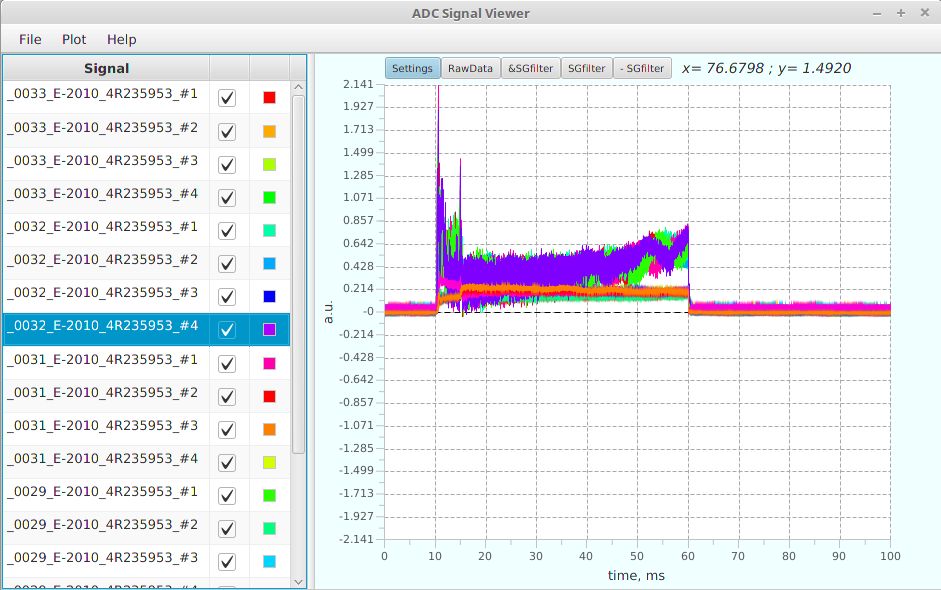 ADC Signal Viewer
File Plot Help
Signal
_0033_E-2010_4R235953_#1
_0033_E-2010_4R235953_#2
_0033_E-2010_4R235953_#3
_0033_E-2010_4R235953_#4
_0032_E-2010_4R235953_#1
_0032_E-2010_4R235953_#2
_0032_E-2010_4R235953_#3
_0032_E-2010_4R235953_#4
_0031_E-2010_4R235953_#1
_0031_E-2010_4R235953_#2
_0031_E-2010_4R235953_#3
_0031_E-2010_4R235953_#4
_0029_E-2010_4R235953_#1
_0029_E-2010_4R235953_#2
_0029_E-2010_4R235953_#3
Settings RawData &SGfilter SGfilter - SGfilter x= 76.6798 ; y= 1.4920
2.141
1.927
1.713
1.499
1.285
1.071
0.857
0.642
0.428
0.214
-0
-0.214
-0.428
-0.642
-0.857
-1.071
-1.285
-1.499
-1.713
-1.927
-2.141
a.u.
0 10 20 30 40 50 60 70 80 90 100
time, ms